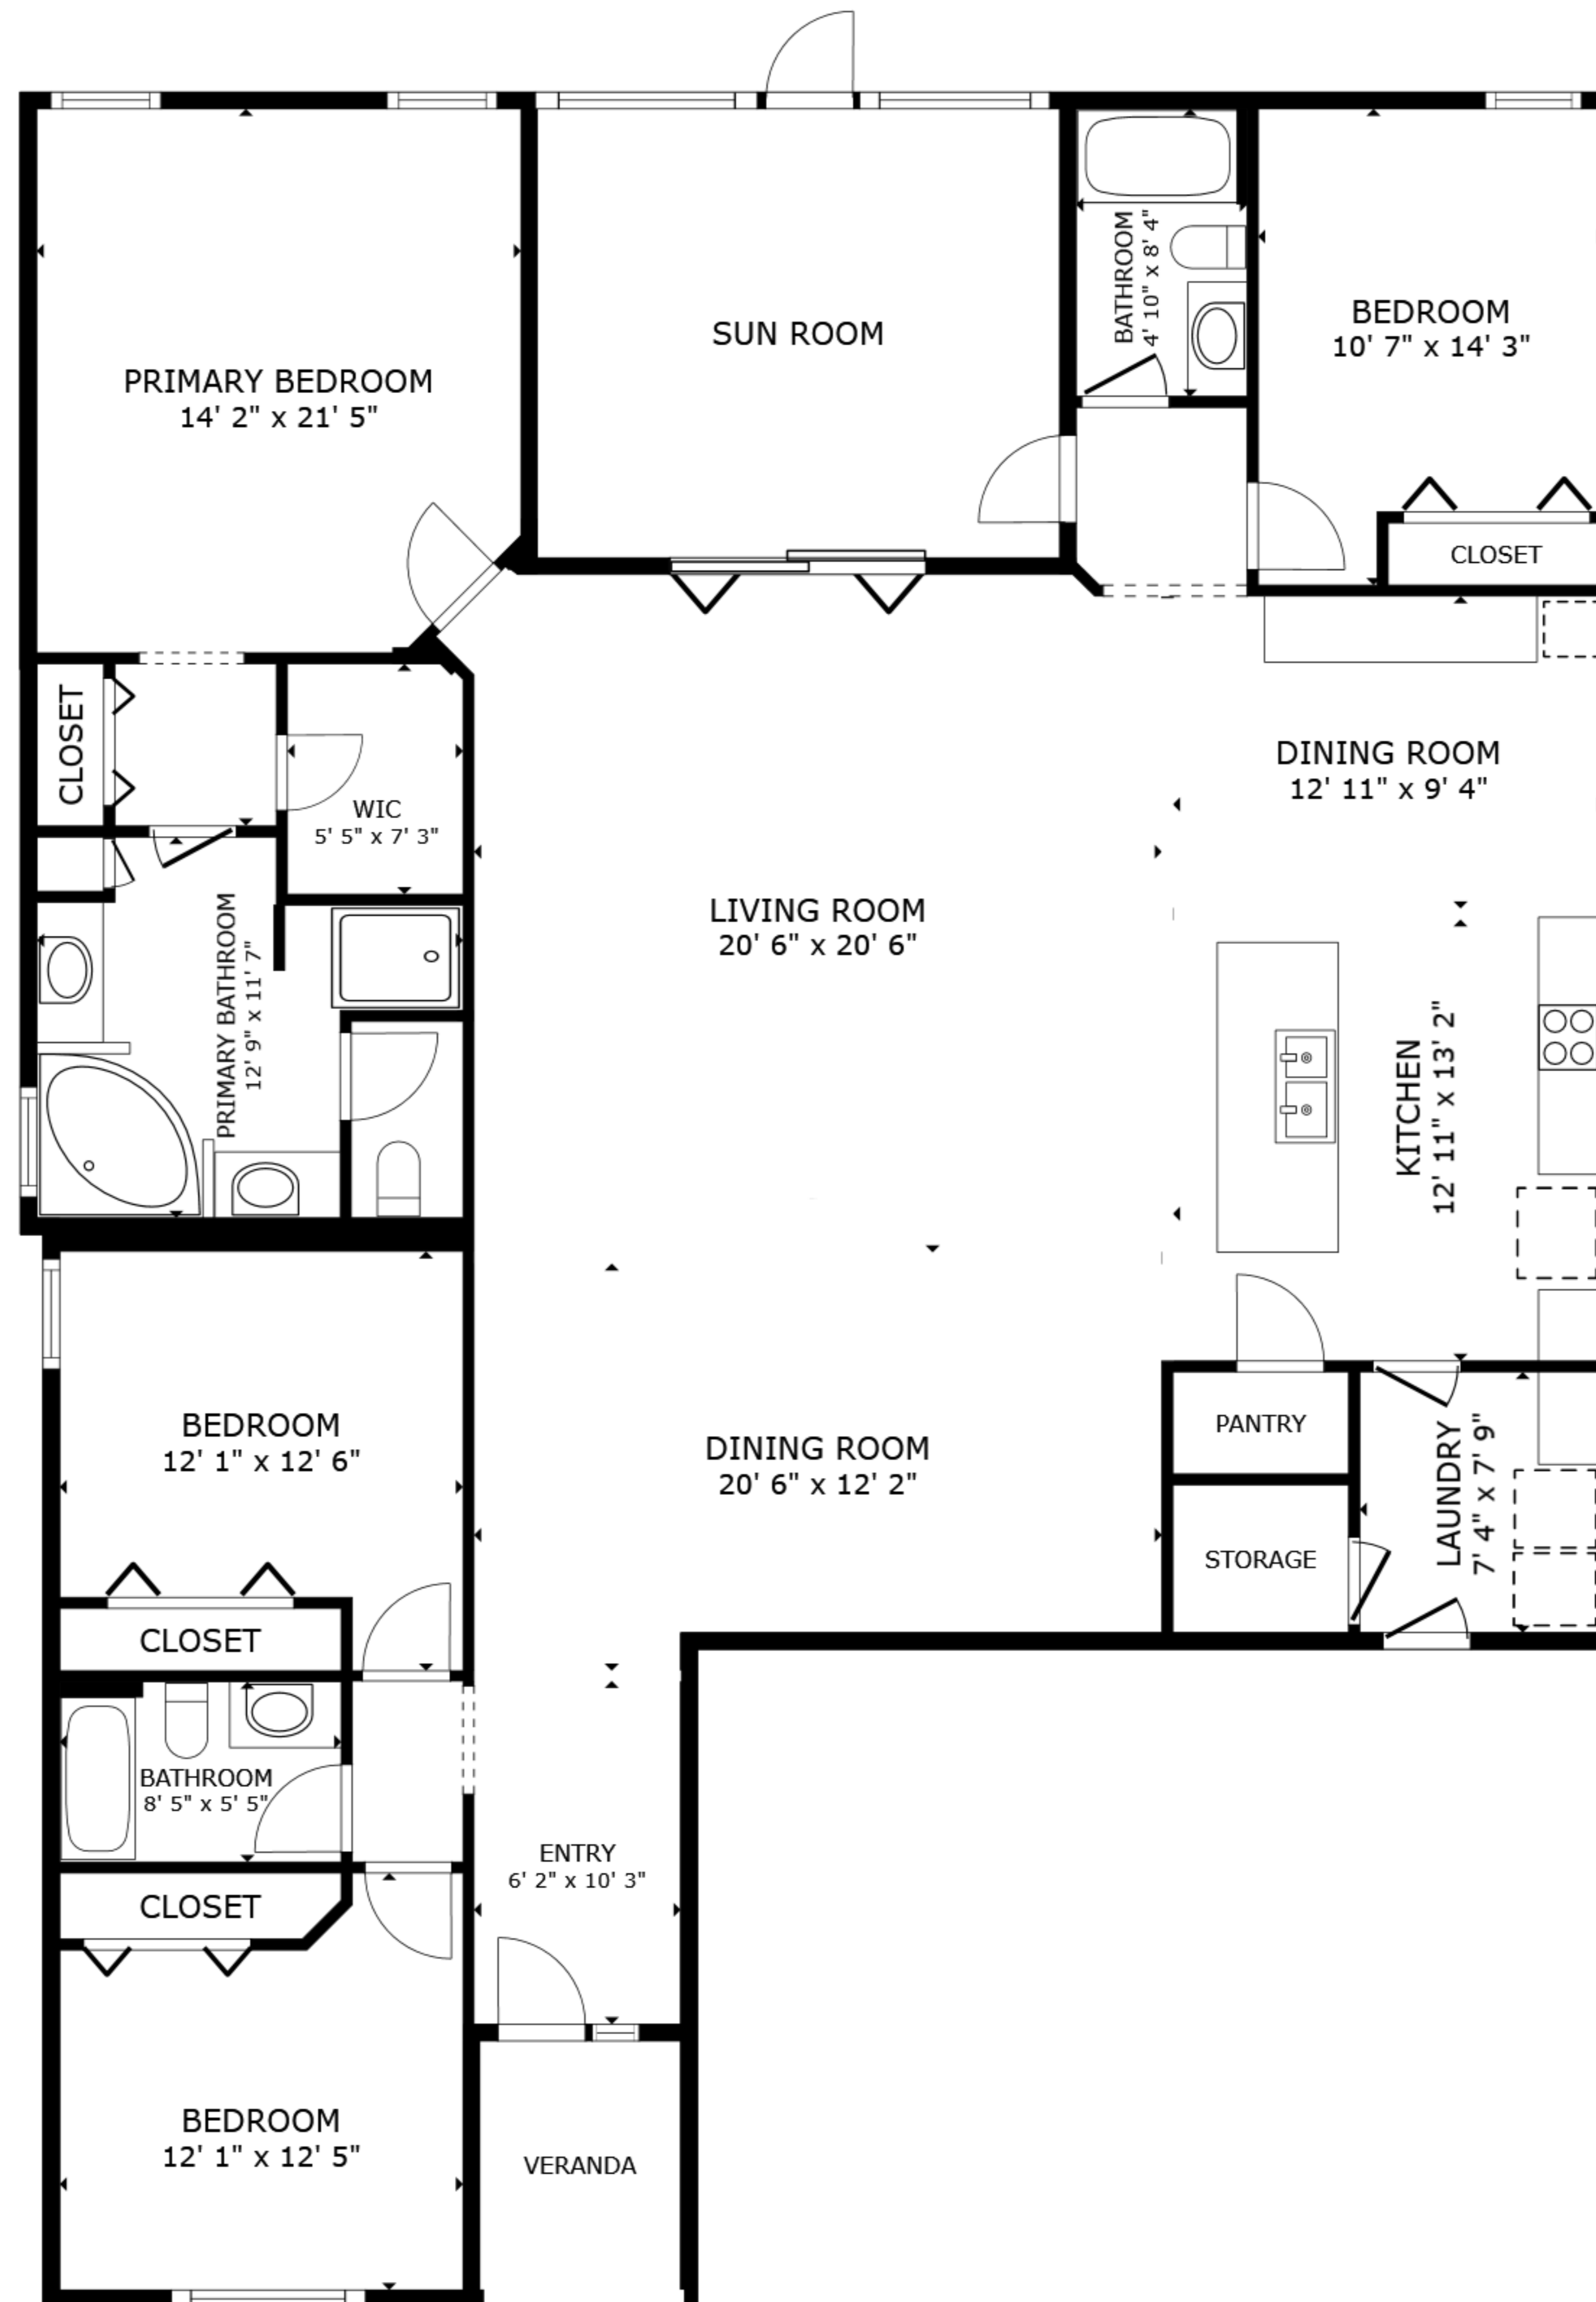 BATHROOM
4' 10" x 8' 4"
BEDROOM
10' 7" x 14' 3"
SUN ROOM
PRIMARY BEDROOM
14' 2" x 21' 5"
CLOSET
CLOSET
WIC
5' 5" x 7' 3"
DINING ROOM
12' 11" x 9' 4"
LIVING ROOM
20' 6" x 20' 6"
PRIMARY BATHROOM
12' 9" x 11' 7"
KITCHEN
12' 11" x 13' 2"
BEDROOM
12' 1" x 12' 6"
DINING ROOM
20' 6" x 12' 2"
PANTRY
LAUNDRY
7' 4" x 7' 9"
STORAGE
CLOSET
BATHROOM
8' 5" x 5' 5"
ENTRY
6' 2" x 10' 3"
CLOSET
BEDROOM
12' 1" x 12' 5"
VERANDA